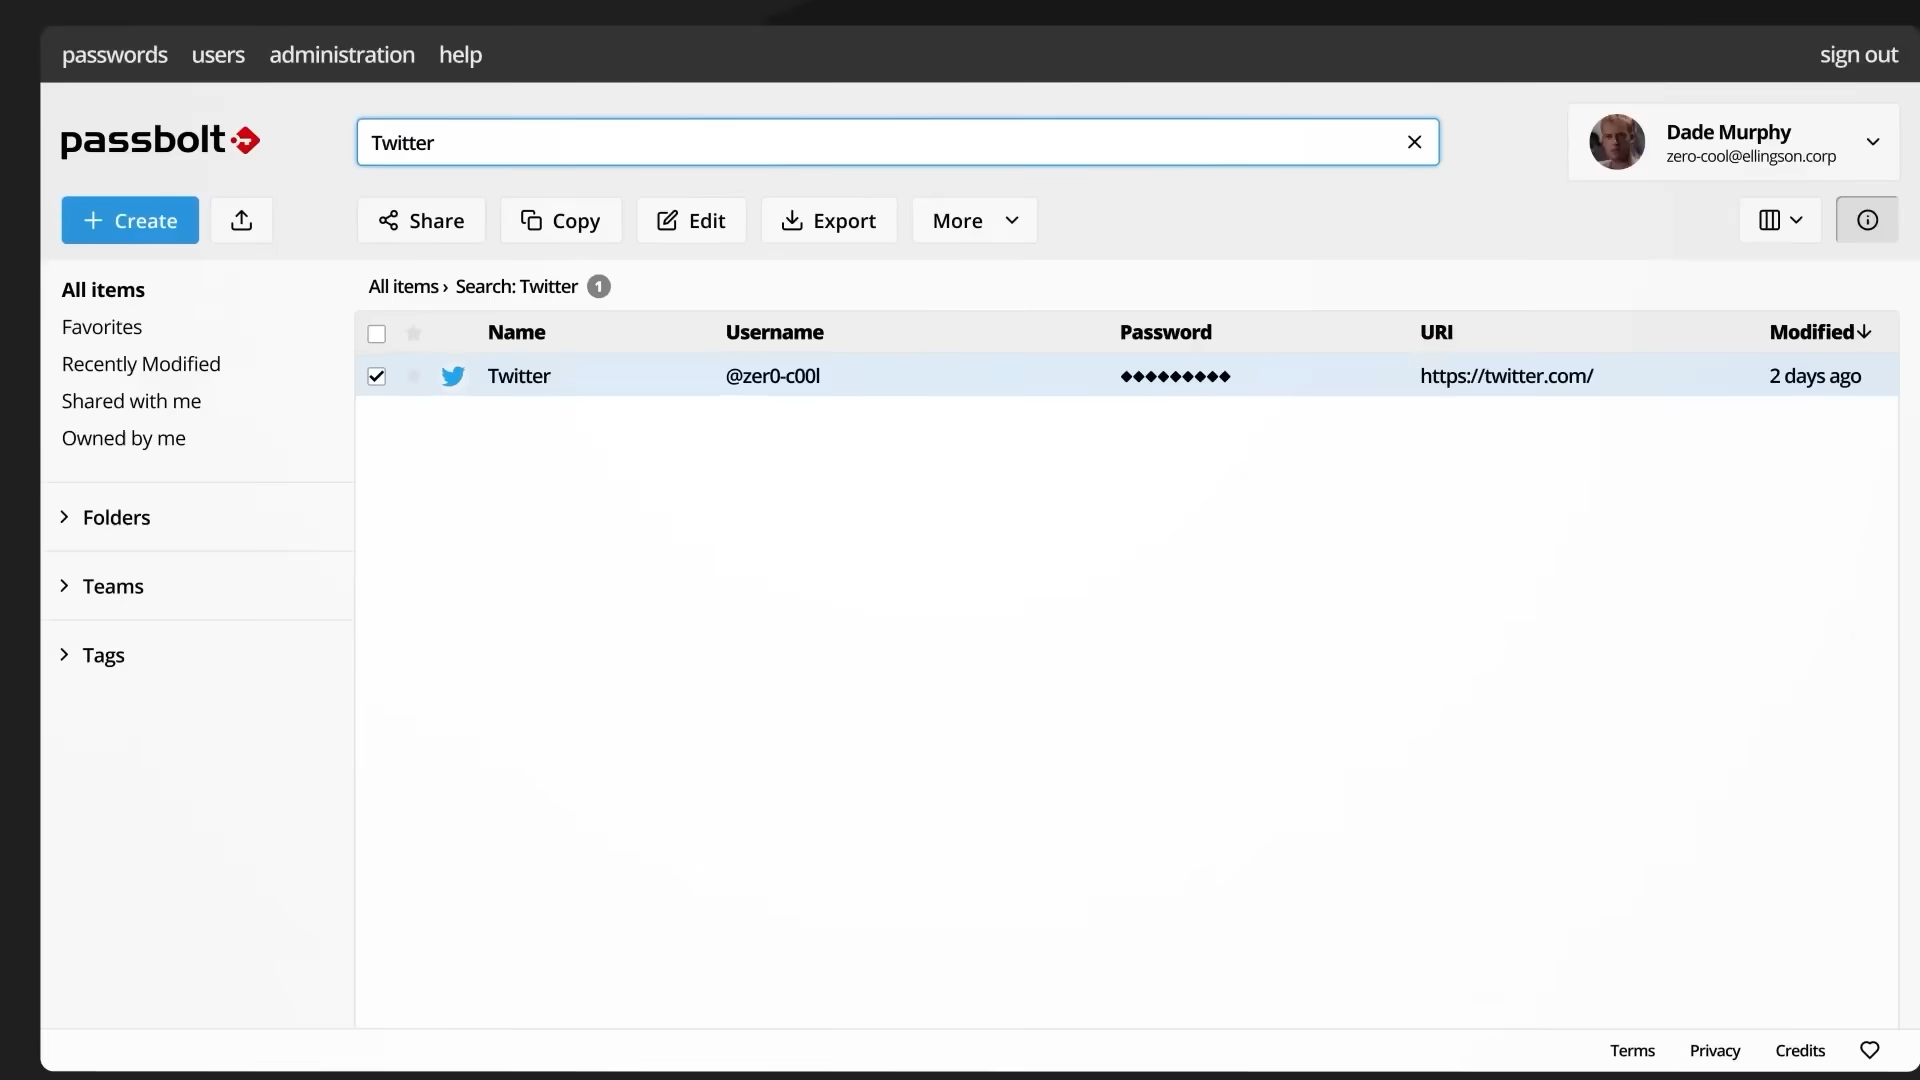 passwords users administration help sign out
passbolt
Twitter
Dade Murphy
zero-cool@ellingson.corp
Create Share Copy Edit Export More
All items
Favorites
Recently Modified
Shared with me
Owned by me
Folders
Teams
Tags
All items › Search: Twitter 1
Name Username Password URI Modified
Twitter @zer0-c00l ◆◆◆◆◆◆◆◆◆ https://twitter.com/ 2 days ago
Terms Privacy Credits